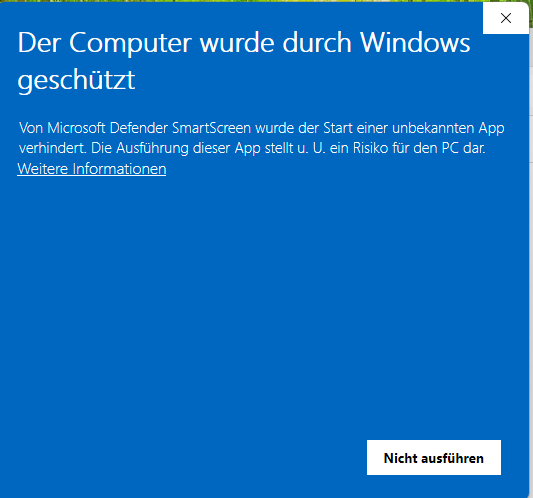 Der Computer wurde durch Windows
geschützt
Von Microsoft Defender SmartScreen wurde der Start einer unbekannten App
verhindert. Die Ausführung dieser App stellt u. U. ein Risiko für den PC dar.
Weitere Informationen
Nicht ausführen